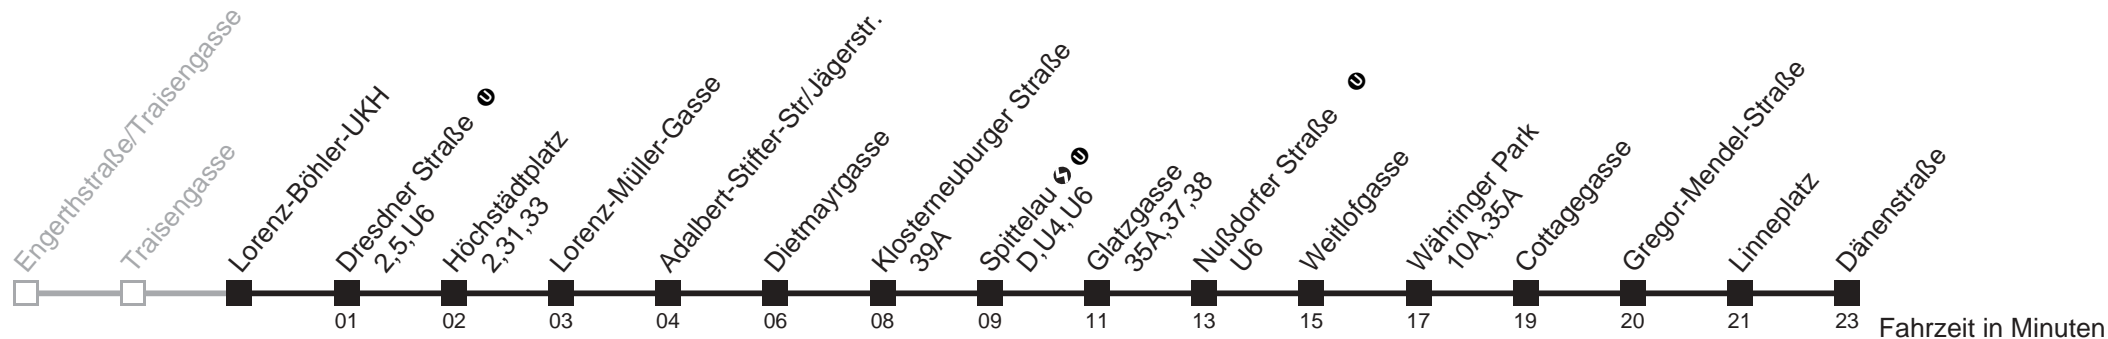 Engerthstraße/Traisengasse
Traisengasse
Lorenz-Böhler-UKH
Dresdner Straße U
2,5,U6
Höchstädtplatz
2,31,33
Lorenz-Müller-Gasse
Adalbert-Stifter-Str/Jägerstr.
Dietmayrgasse
Klosterneuburger Straße
39A
Spittelau U
D,U4,U6
Glatzgasse
35A,37,38
Nußdorfer Straße U
U6
Weitlofgasse
Währinger Park
10A,35A
Cottagegasse
Gregor-Mendel-Straße
Linneplatz
Dänenstraße
01 02 03 04 06 08 09 11 13 15 17 19 20 21 23 Fahrzeit in Minuten